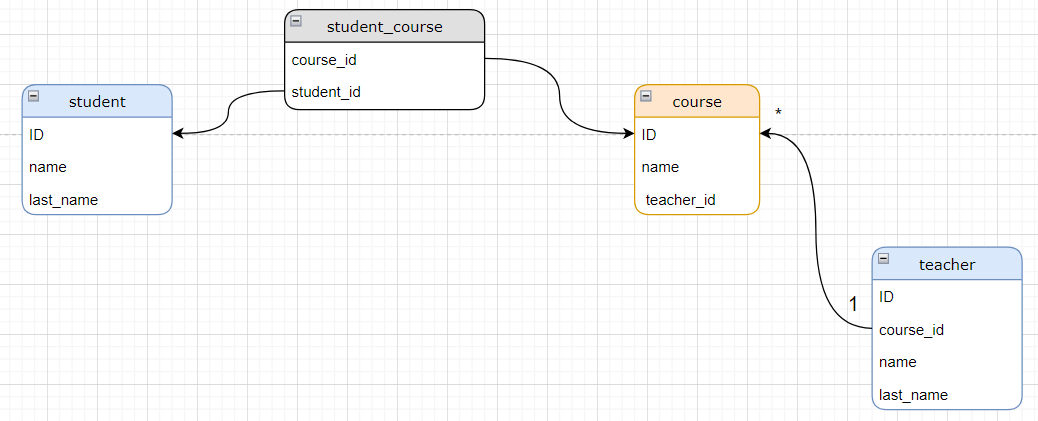 student_course
course_id
student_id
student
ID
name
last_name
course
ID
name
teacher_id
*
1
teacher
ID
course_id
name
last_name